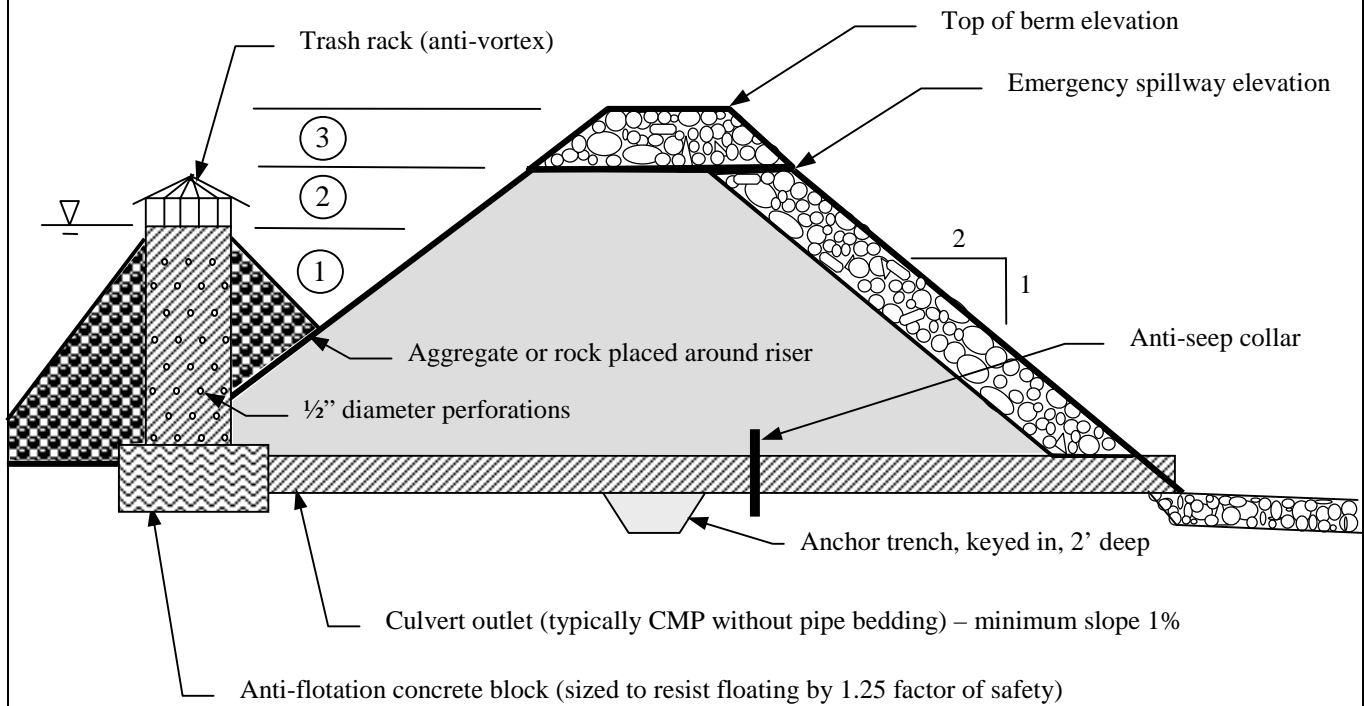 Top of berm elevation
Trash rack (anti-vortex)
Emergency spillway elevation
3
2
1
2
1
Anti-seep collar
Aggregate or rock placed around riser
½” diameter perforations
Anchor trench, keyed in, 2’ deep
Culvert outlet (typically CMP without pipe bedding) – minimum slope 1%
Anti-flotation concrete block (sized to resist floating by 1.25 factor of safety)